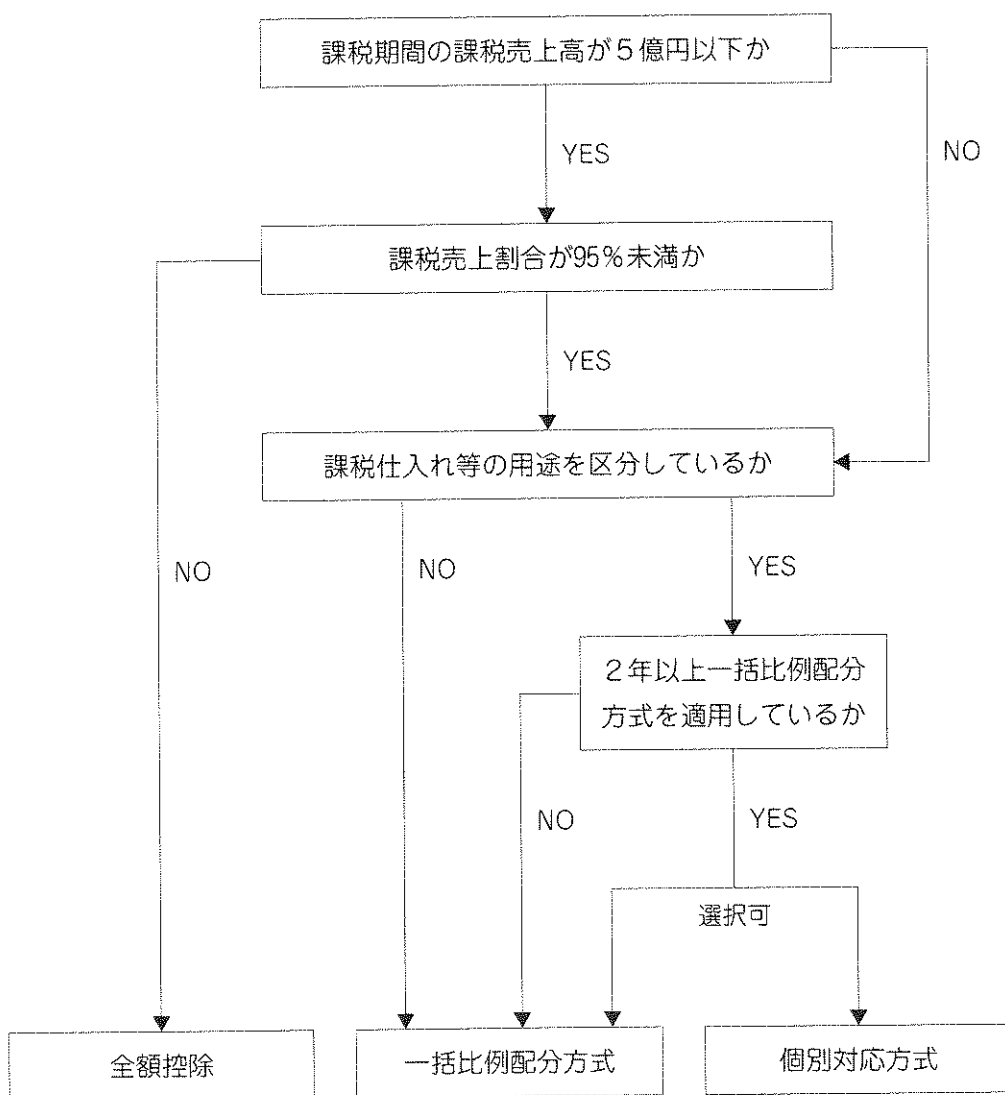 課税期間の課税売上高が5億円以下か
YES
NO
課税売上割合が95%未満か
YES
課税仕入れ等の用途を区分しているか
NO
NO
YES
2年以上一括比例配分
方式を適用しているか
NO
YES
選択可
全額控除
一括比例配分方式
個別対応方式